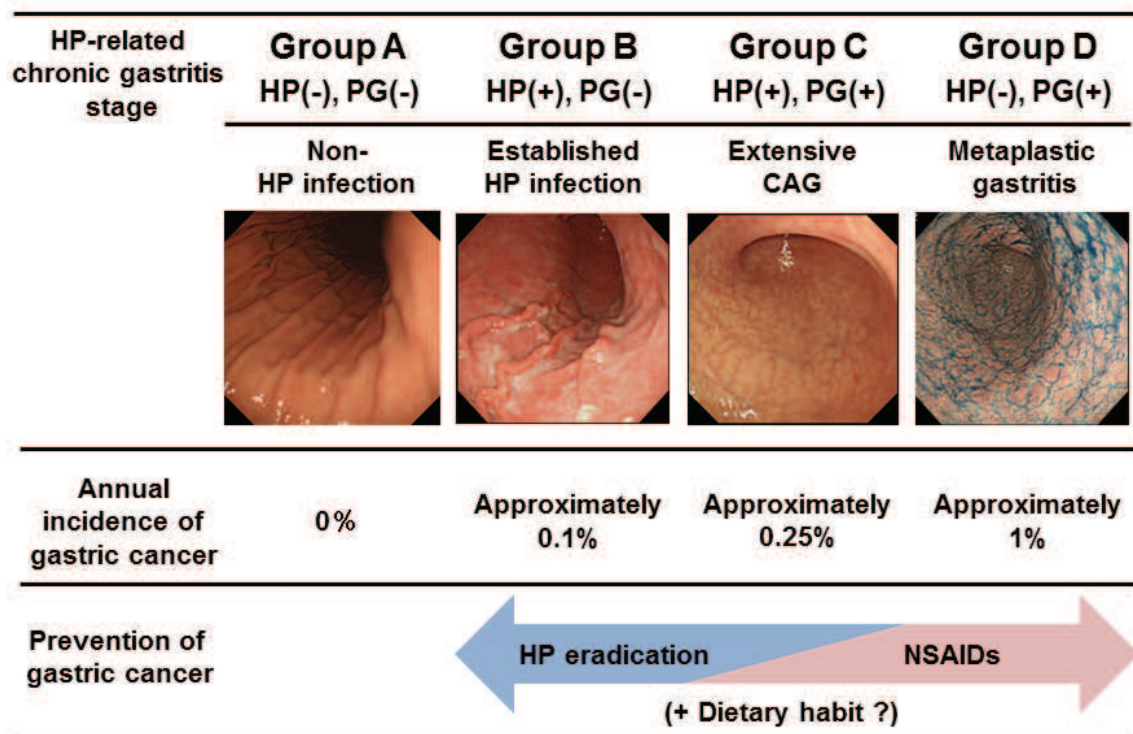 HP-related
chronic gastritis
stage
Group A
HP(-), PG(-)
Group B
HP(+), PG(-)
Group C
HP(+), PG(+)
Group D
HP(-), PG(+)
Non-
HP infection
Established
HP infection
Extensive
CAG
Metaplastic
gastritis
Annual
incidence of
gastric cancer
0%
Approximately
0.1%
Approximately
0.25%
Approximately
1%
Prevention of
gastric cancer
HP eradication
NSAIDs
(+ Dietary habit ?)